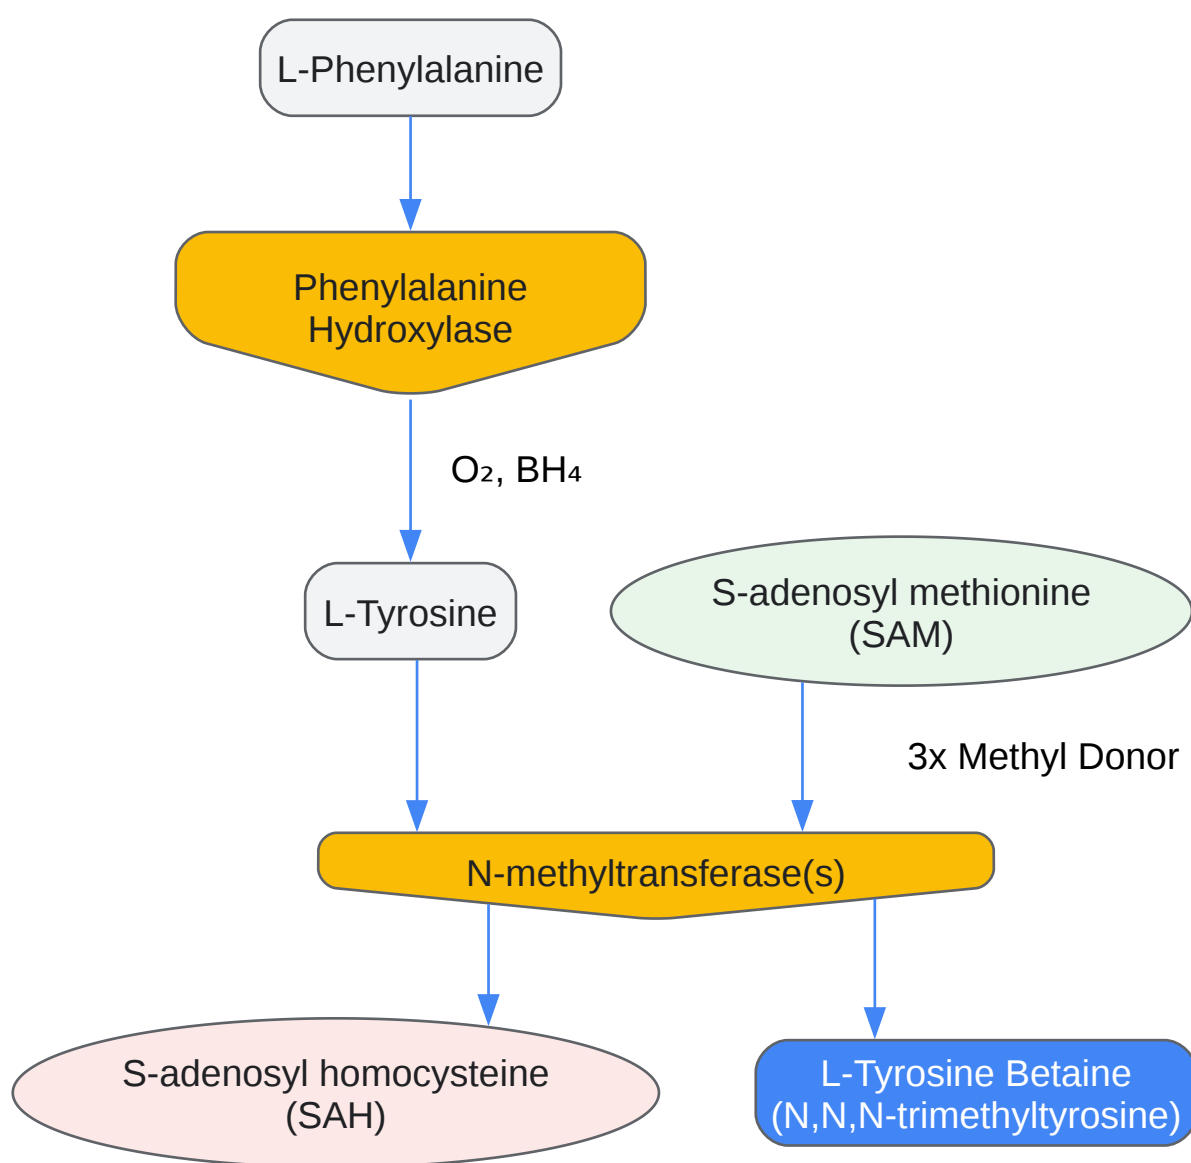 L-Phenylalanine
Phenylalanine
Hydroxylase
O₂, BH₄
L-Tyrosine
S-adenosyl methionine
(SAM)
3x Methyl Donor
N-methyltransferase(s)
S-adenosyl homocysteine
(SAH)
L-Tyrosine Betaine
(N,N,N-trimethyltyrosine)